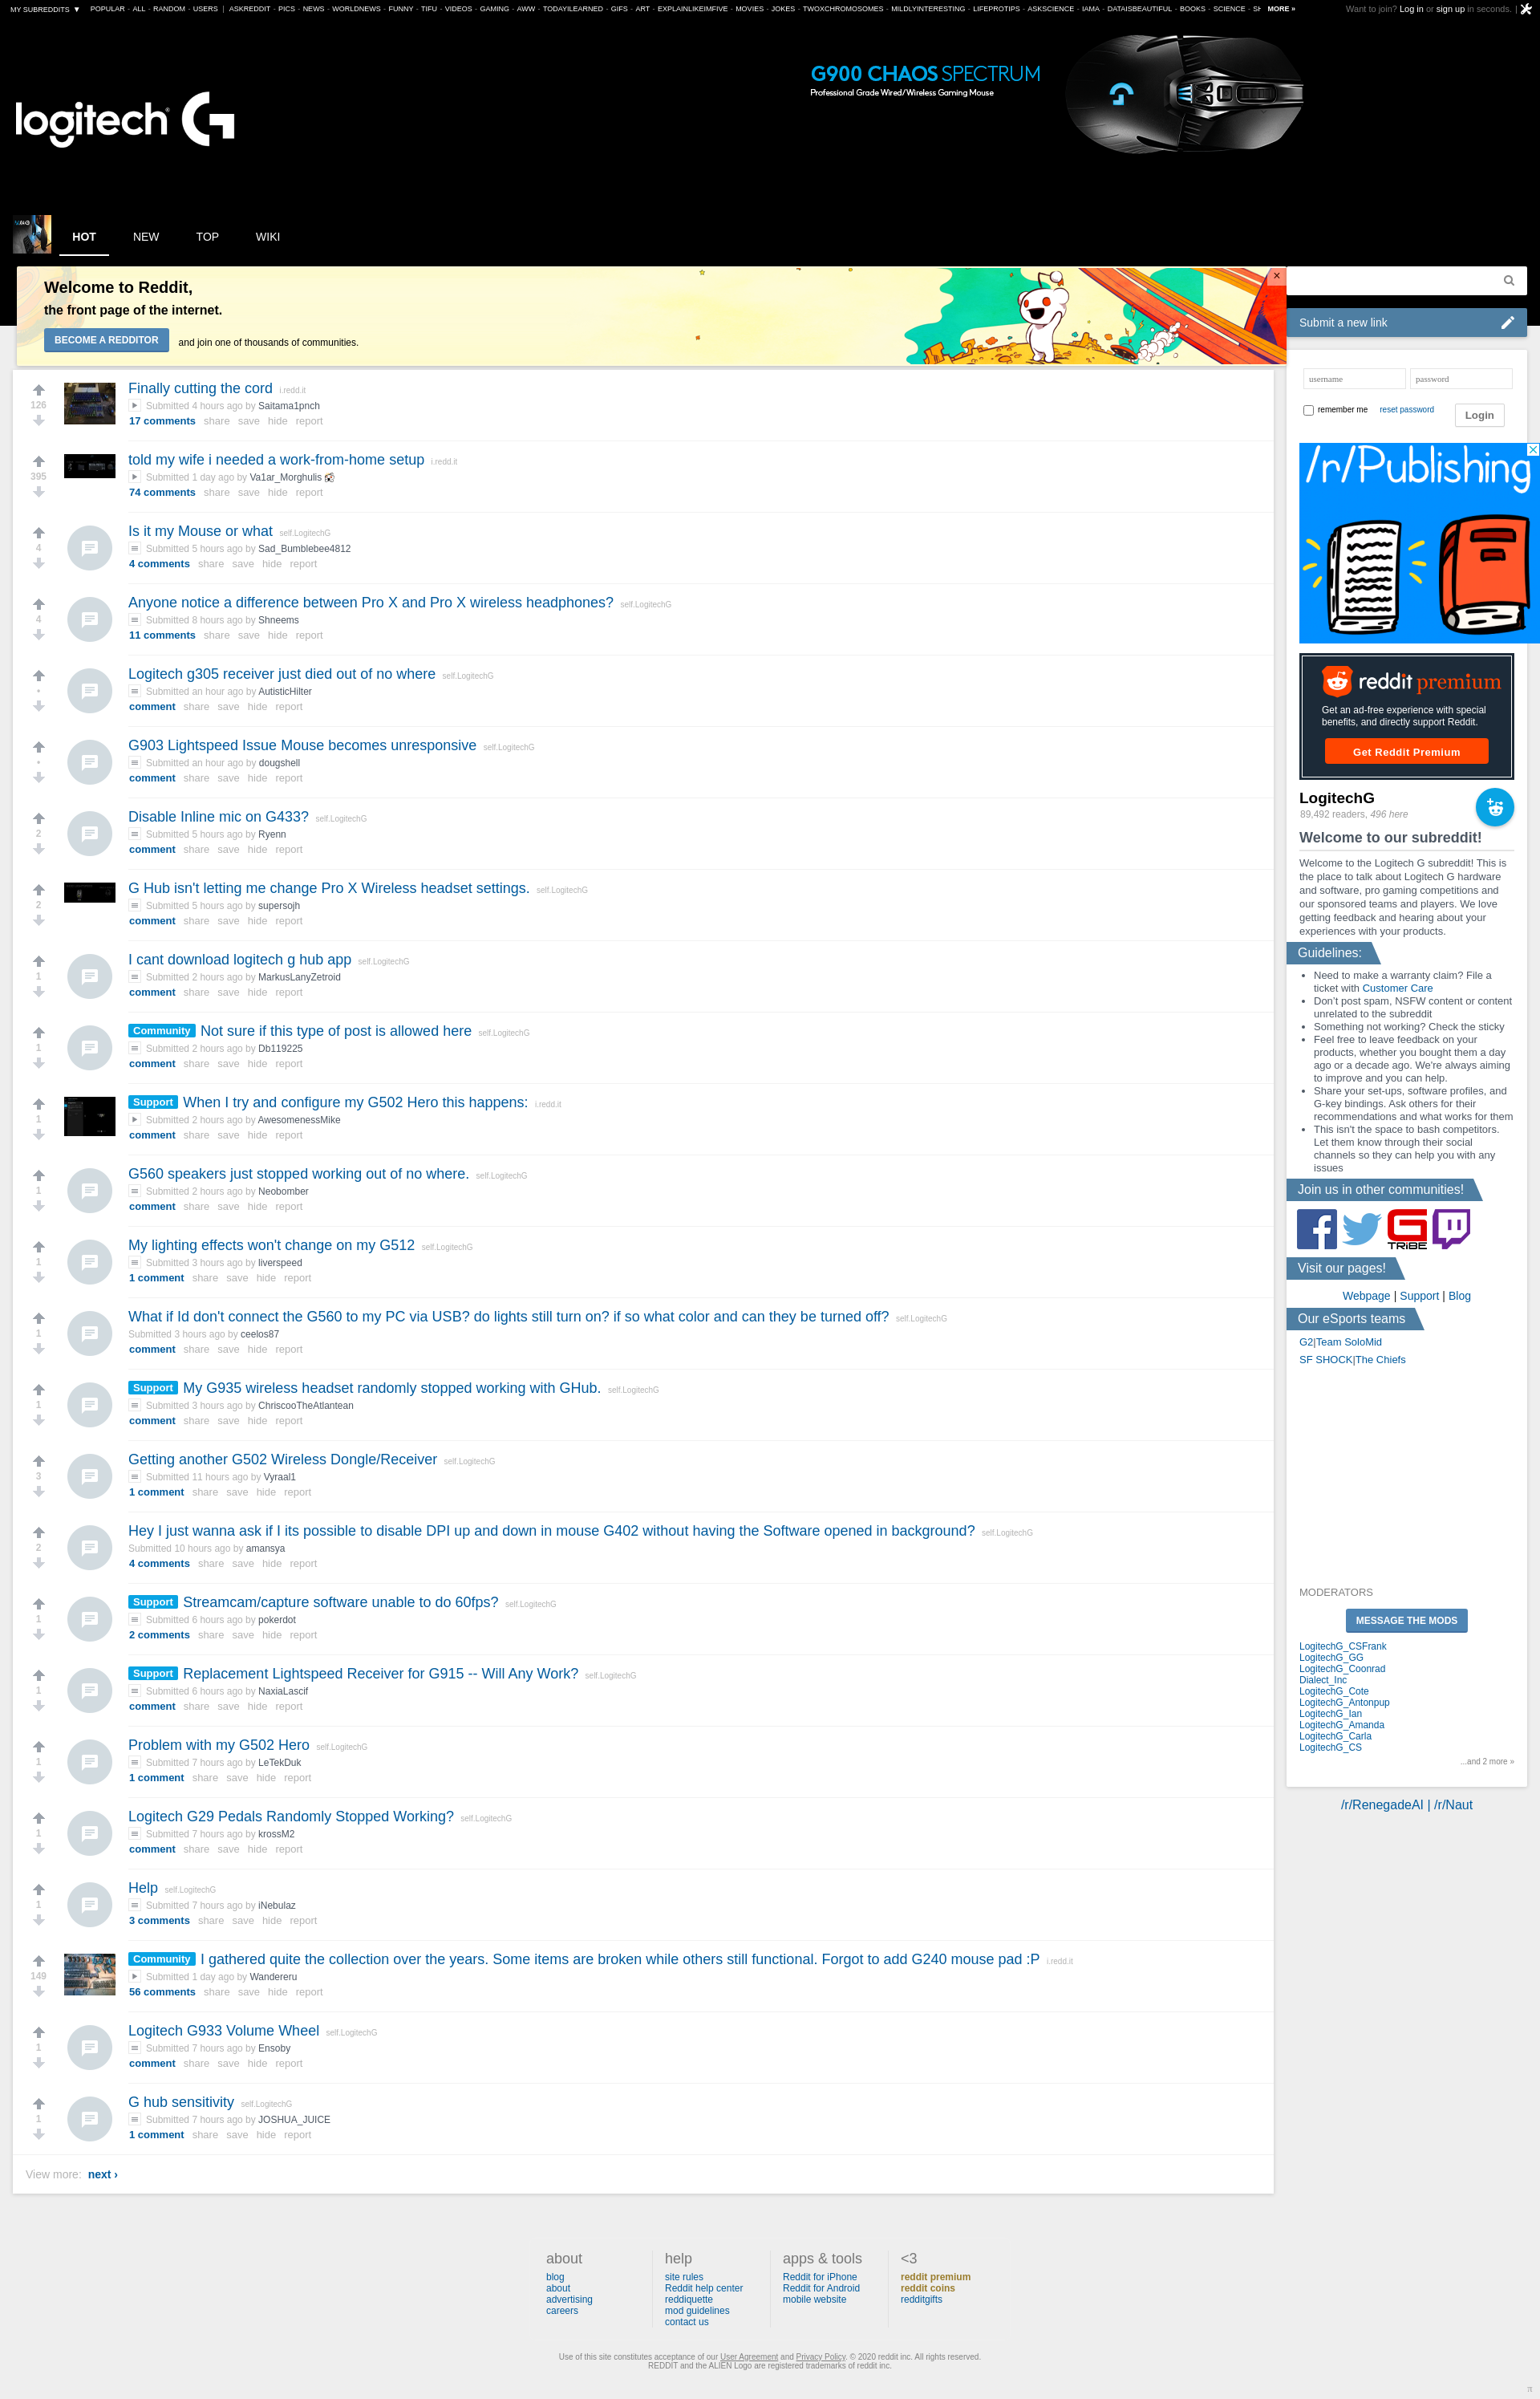 MY SUBREDDITS ▼ POPULAR - ALL - RANDOM - USERS | ASKREDDIT - PICS - NEWS - WORLDNEWS - FUNNY - TIFU - VIDEOS - GAMING - AWW - TODAYILEARNED - GIFS - ART - EXPLAINLIKEIMFIVE - MOVIES - JOKES - TWOXCHROMOSOMES - MILDLYINTERESTING - LIFEPROTIPS - ASKSCIENCE - IAMA - DATAISBEAUTIFUL - BOOKS - SCIENCE - MORE » Want to join? Log in or sign up in seconds. |
G900 CHAOS SPECTRUM
Professional Grade Wired/Wireless Gaming Mouse
logitech G
HOT NEW TOP WIKI
Welcome to Reddit,
the front page of the internet.
BECOME A REDDITOR and join one of thousands of communities.
×
Finally cutting the cord i.redd.it
126
Submitted 4 hours ago by Saitama1pnch
17 comments share save hide report
told my wife i needed a work-from-home setup i.redd.it
395
Submitted 1 day ago by Va1ar_Morghulis
74 comments share save hide report
Is it my Mouse or what self.LogitechG
4
Submitted 5 hours ago by Sad_Bumblebee4812
4 comments share save hide report
Anyone notice a difference between Pro X and Pro X wireless headphones? self.LogitechG
4
Submitted 8 hours ago by Shneems
11 comments share save hide report
Logitech g305 receiver just died out of no where self.LogitechG
•
Submitted an hour ago by AutisticHilter
comment share save hide report
G903 Lightspeed Issue Mouse becomes unresponsive self.LogitechG
•
Submitted an hour ago by dougshell
comment share save hide report
Disable Inline mic on G433? self.LogitechG
2
Submitted 5 hours ago by Ryenn
comment share save hide report
G Hub isn't letting me change Pro X Wireless headset settings. self.LogitechG
2
Submitted 5 hours ago by supersojh
comment share save hide report
I cant download logitech g hub app self.LogitechG
1
Submitted 2 hours ago by MarkusLanyZetroid
comment share save hide report
Community Not sure if this type of post is allowed here self.LogitechG
1
Submitted 2 hours ago by Db119225
comment share save hide report
Support When I try and configure my G502 Hero this happens: i.redd.it
1
Submitted 2 hours ago by AwesomenessMike
comment share save hide report
G560 speakers just stopped working out of no where. self.LogitechG
1
Submitted 2 hours ago by Neobomber
comment share save hide report
My lighting effects won't change on my G512 self.LogitechG
1
Submitted 3 hours ago by liverspeed
1 comment share save hide report
What if Id don't connect the G560 to my PC via USB? do lights still turn on? if so what color and can they be turned off? self.LogitechG
1
Submitted 3 hours ago by ceelos87
comment share save hide report
Support My G935 wireless headset randomly stopped working with GHub. self.LogitechG
1
Submitted 3 hours ago by ChriscooTheAtlantean
comment share save hide report
Getting another G502 Wireless Dongle/Receiver self.LogitechG
3
Submitted 11 hours ago by Vyraal1
1 comment share save hide report
Hey I just wanna ask if I its possible to disable DPI up and down in mouse G402 without having the Software opened in background? self.LogitechG
2
Submitted 10 hours ago by amansya
4 comments share save hide report
Support Streamcam/capture software unable to do 60fps? self.LogitechG
1
Submitted 6 hours ago by pokerdot
2 comments share save hide report
Support Replacement Lightspeed Receiver for G915 -- Will Any Work? self.LogitechG
1
Submitted 6 hours ago by NaxiaLascif
comment share save hide report
Problem with my G502 Hero self.LogitechG
1
Submitted 7 hours ago by LeTekDuk
1 comment share save hide report
Logitech G29 Pedals Randomly Stopped Working? self.LogitechG
1
Submitted 7 hours ago by krossM2
comment share save hide report
Help self.LogitechG
1
Submitted 7 hours ago by iNebulaz
3 comments share save hide report
Community I gathered quite the collection over the years. Some items are broken while others still functional. Forgot to add G240 mouse pad :P i.redd.it
149
Submitted 1 day ago by Wandereru
56 comments share save hide report
Logitech G933 Volume Wheel self.LogitechG
1
Submitted 7 hours ago by Ensoby
comment share save hide report
G hub sensitivity self.LogitechG
1
Submitted 7 hours ago by JOSHUA_JUICE
1 comment share save hide report
View more: next ›
Submit a new link
username password
remember me reset password Login
/r/Publishing
reddit premium
Get an ad-free experience with special
benefits, and directly support Reddit.
Get Reddit Premium
LogitechG
89,492 readers, 496 here
Welcome to our subreddit!
Welcome to the Logitech G subreddit! This is
the place to talk about Logitech G hardware
and software, pro gaming competitions and
our sponsored teams and players. We love
getting feedback and hearing about your
experiences with your products.
Guidelines:
• Need to make a warranty claim? File a
ticket with Customer Care
• Don't post spam, NSFW content or content
unrelated to the subreddit
• Something not working? Check the sticky
• Feel free to leave feedback on your
products, whether you bought them a day
ago or a decade ago. We're always aiming
to improve and you can help.
• Share your set-ups, software profiles, and
G-key bindings. Ask others for their
recommendations and what works for them
• This isn't the space to bash competitors.
Let them know through their social
channels so they can help you with any
issues
Join us in other communities!
TRIBE
Visit our pages!
Webpage | Support | Blog
Our eSports teams
G2|Team SoloMid
SF SHOCK|The Chiefs
MODERATORS
MESSAGE THE MODS
LogitechG_CSFrank
LogitechG_GG
LogitechG_Coonrad
Dialect_Inc
LogitechG_Cote
LogitechG_Antonpup
LogitechG_Ian
LogitechG_Amanda
LogitechG_Carla
LogitechG_CS
...and 2 more »
/r/RenegadeAI | /r/Naut
about
blog
about
advertising
careers
help
site rules
Reddit help center
reddiquette
mod guidelines
contact us
apps & tools
Reddit for iPhone
Reddit for Android
mobile website
<3
reddit premium
reddit coins
redditgifts
Use of this site constitutes acceptance of our User Agreement and Privacy Policy. © 2020 reddit inc. All rights reserved.
REDDIT and the ALIEN Logo are registered trademarks of reddit inc.
π